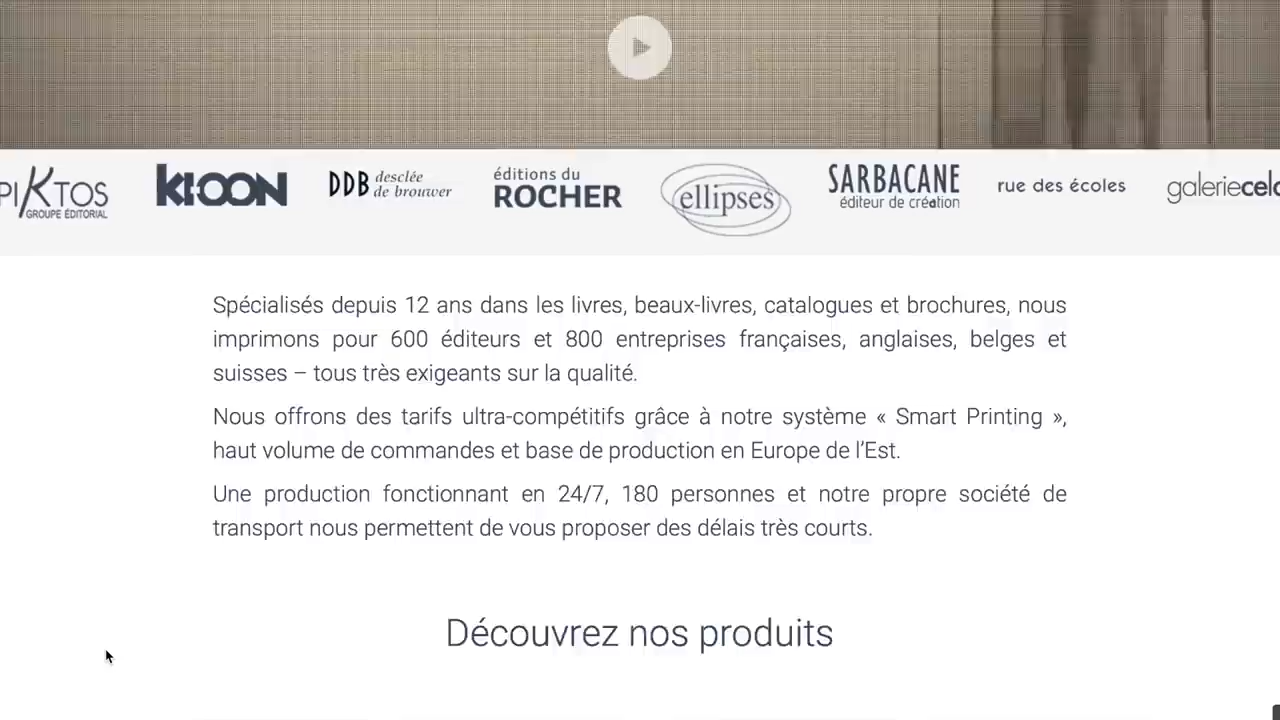 PIKTOS
GROUPE ÉDITORIAL
KI-OON
DDB desclée
de brouwer
éditions du
ROCHER
ellipses
SARBACANE
éditeur de création
rue des écoles
galerie
Spécialisés depuis 12 ans dans les livres, beaux-livres, catalogues et brochures, nous
imprimons pour 600 éditeurs et 800 entreprises françaises, anglaises, belges et
suisses – tous très exigeants sur la qualité.
Nous offrons des tarifs ultra-compétitifs grâce à notre système « Smart Printing »,
haut volume de commandes et base de production en Europe de l’Est.
Une production fonctionnant en 24/7, 180 personnes et notre propre société de
transport nous permettent de vous proposer des délais très courts.
Découvrez nos produits